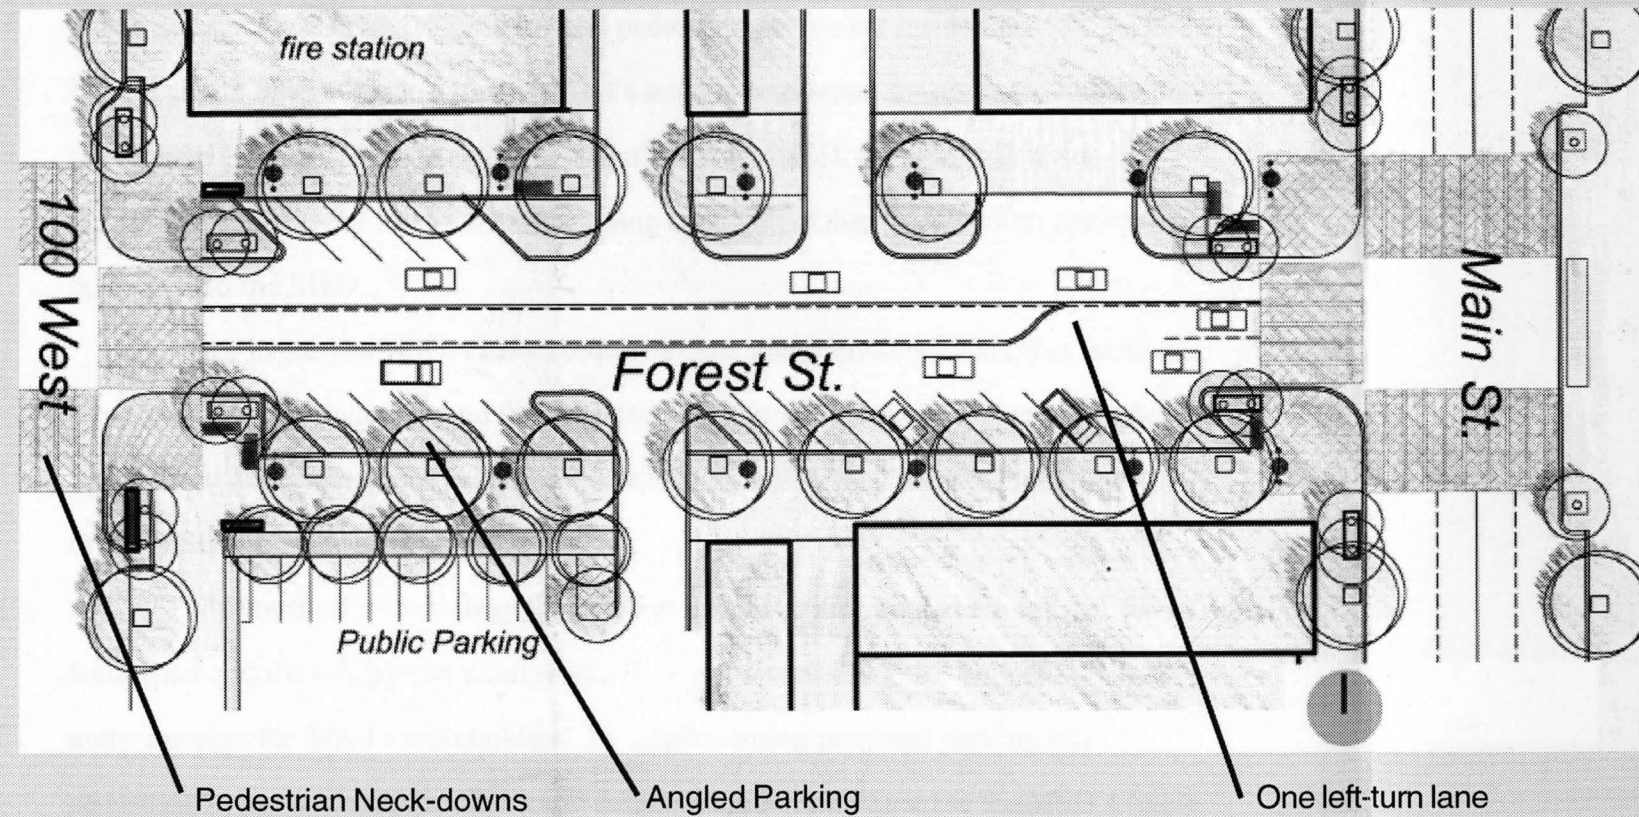 fire station
100 West
Main St.
Forest St.
Public Parking
Pedestrian Neck-downs
Angled Parking
One left-turn lane